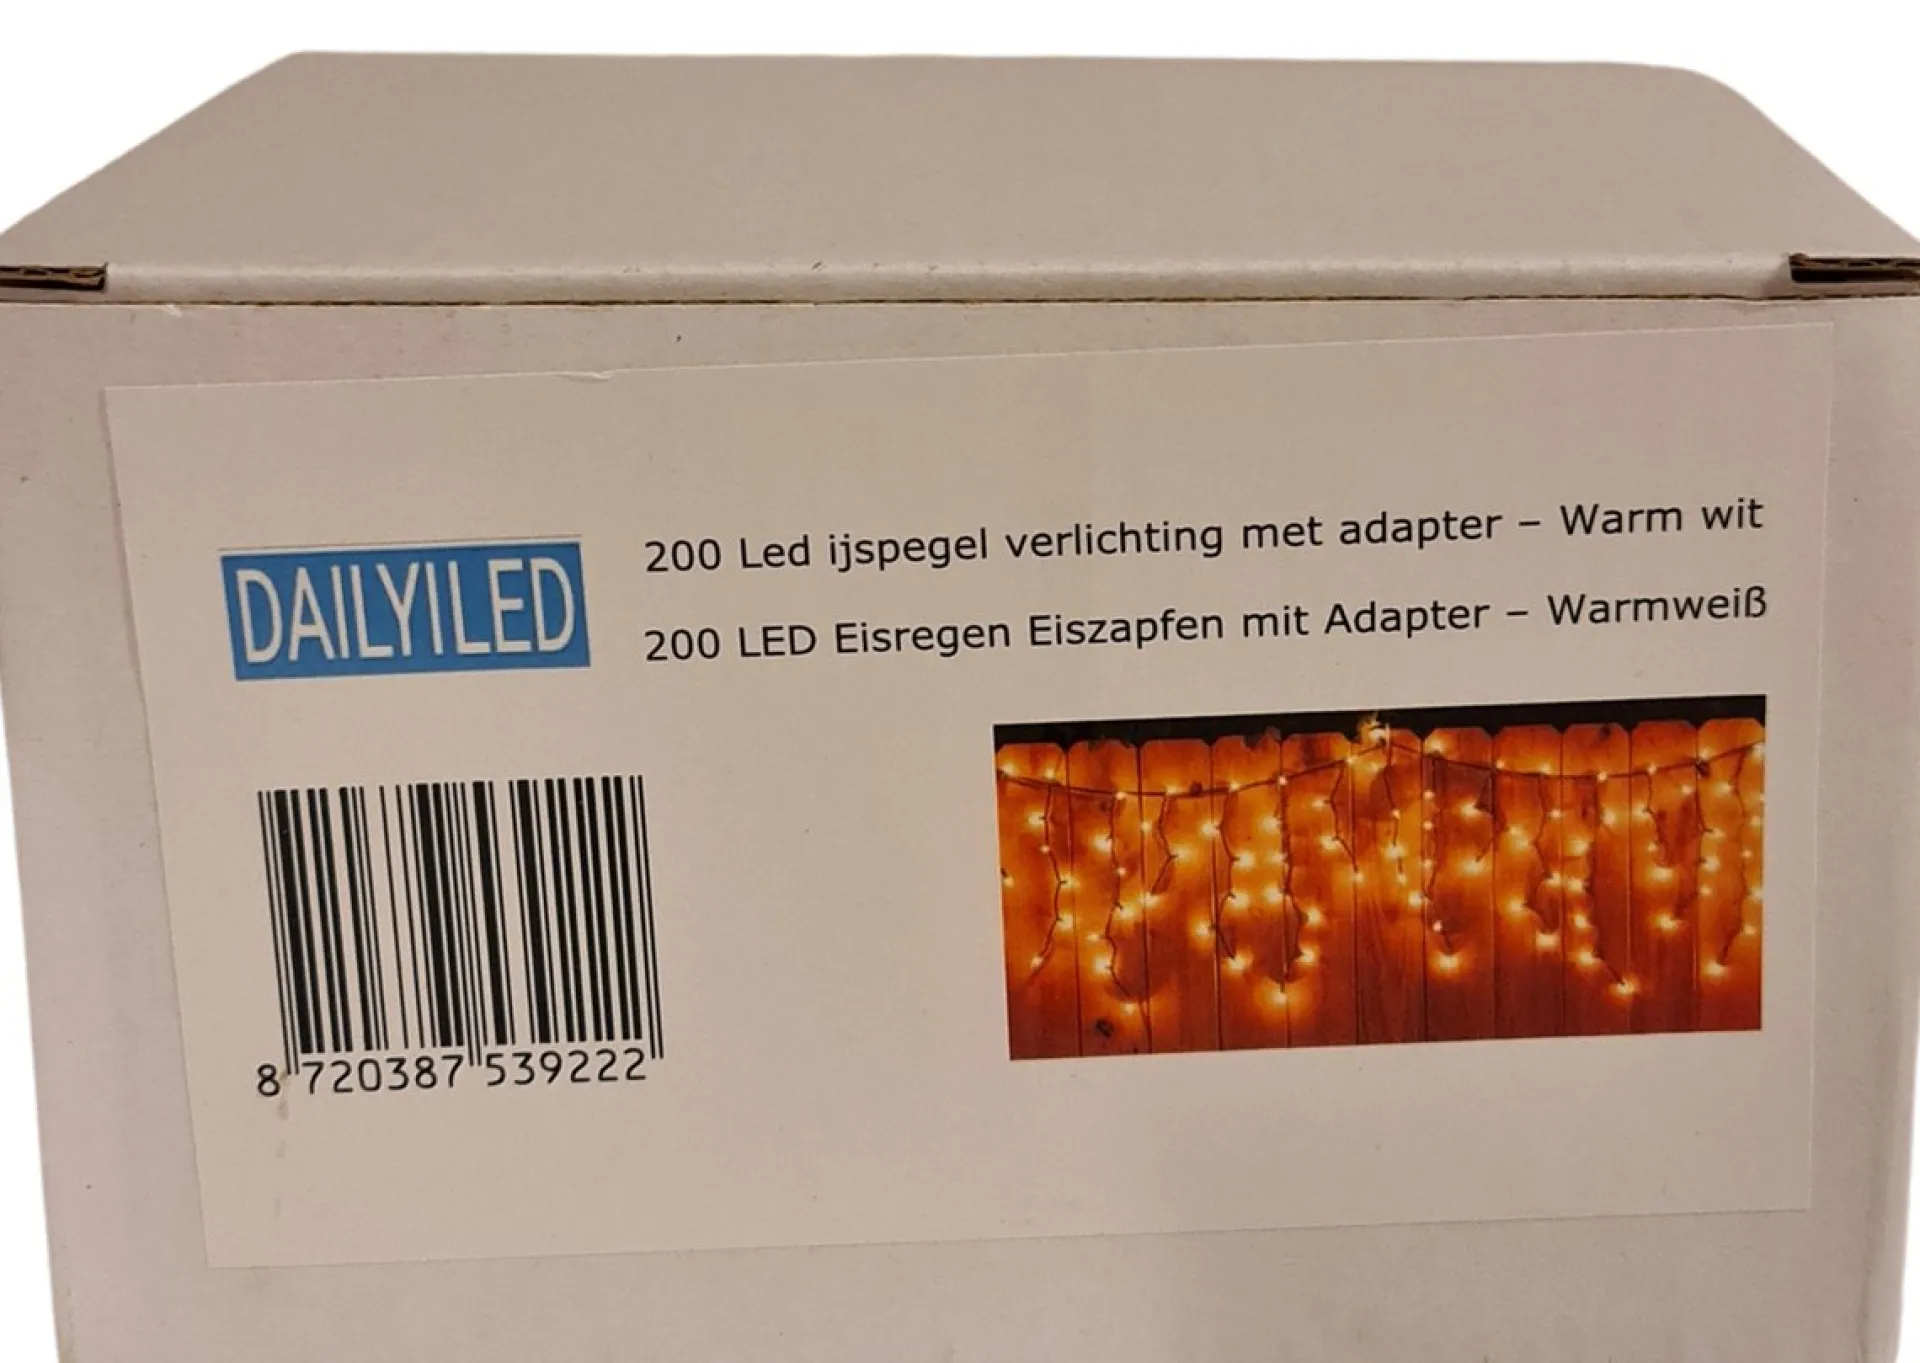 DAILYILED
200 Led ijspegel verlichting met adapter – Warm wit
200 LED Eisregen Eiszapfen mit Adapter – Warmweiß
8 720387 539222